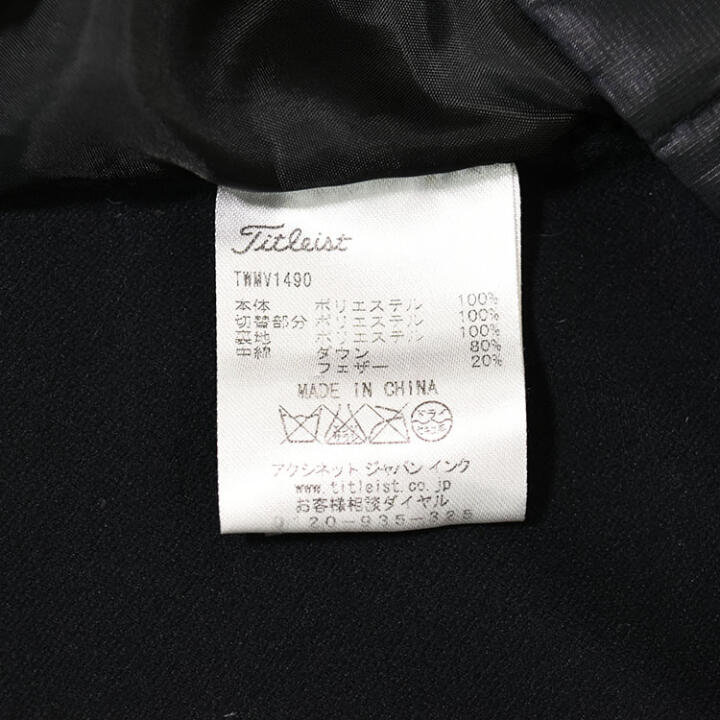 Titleist
TWMV1490
本体 ポリエステル 100%
切替部分 ポリエステル 100%
裏地 ポリエステル 100%
中綿 ダウン 80%
フェザー 20%
MADE IN CHINA
アクシネット ジャパン インク
www.titleist.co.jp
お客様相談ダイヤル
0120-935-325